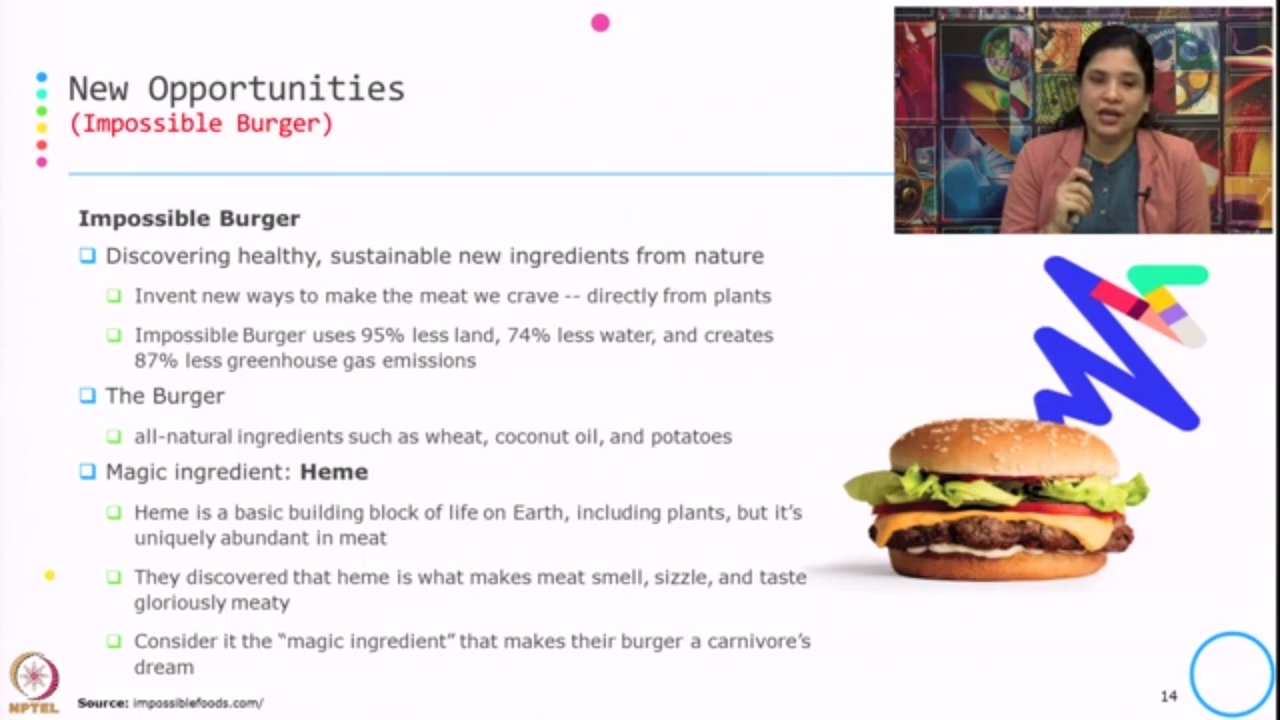 New Opportunities
(Impossible Burger)
Impossible Burger
Discovering healthy, sustainable new ingredients from nature
Invent new ways to make the meat we crave -- directly from plants
Impossible Burger uses 95% less land, 74% less water, and creates
87% less greenhouse gas emissions
The Burger
all-natural ingredients such as wheat, coconut oil, and potatoes
Magic ingredient: Heme
Heme is a basic building block of life on Earth, including plants, but it’s
uniquely abundant in meat
They discovered that heme is what makes meat smell, sizzle, and taste
gloriously meaty
Consider it the “magic ingredient” that makes their burger a carnivore’s
dream
NPTEL
Source: impossiblefoods.com/
14